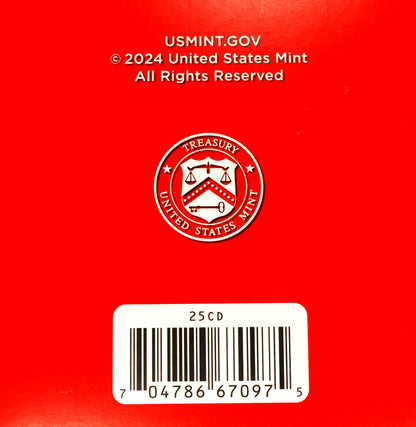 USMINT.GOV
© 2024 United States Mint
All Rights Reserved
TREASURY
UNITED STATES MINT
25CD
7 04786 67097 5